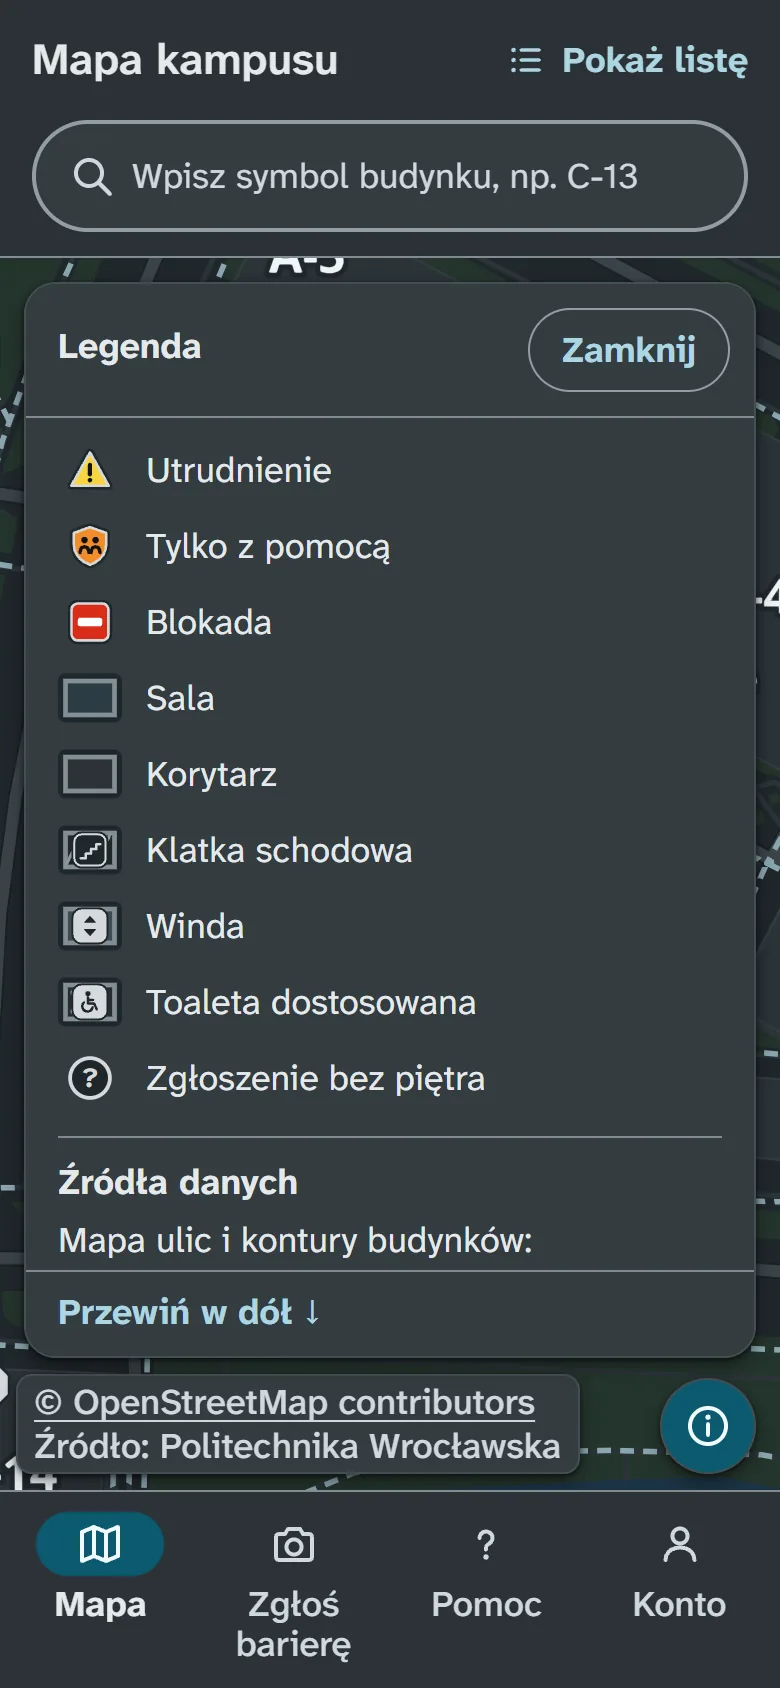 Mapa kampusu
Pokaż listę
Wpisz symbol budynku, np. C-13
A-5
Legenda
Zamknij
Utrudnienie
Tylko z pomocą
Blokada
Sala
Korytarz
Klatka schodowa
Winda
Toaleta dostosowana
? Zgłoszenie bez piętra
Źródła danych
Mapa ulic i kontury budynków:
Przewiń w dół ↓
© OpenStreetMap contributors
Źródło: Politechnika Wrocławska
-14
Mapa
Zgłoś
barierę
Pomoc
Konto